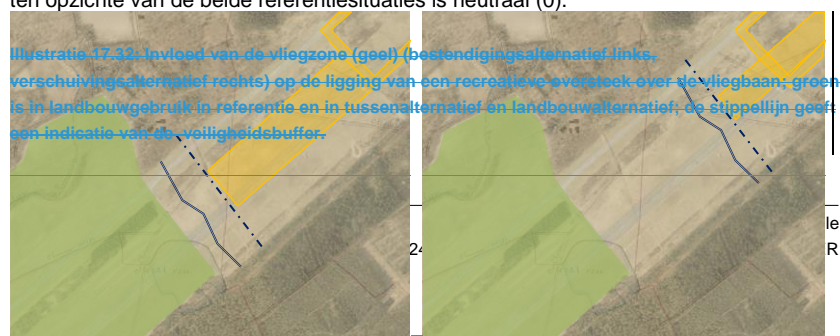 ten opzichte van de beide referentiesituaties is neutraal (0).
Illustratie 17.32: Invloed van de vliegzone (geel) (bestendigingsalternatief links,
verschuivingsalternatief rechts) op de ligging van een recreatieve oversteek over de vliegbaan; groen
is in landbouwgebruik in referentie en in tussenalternatief en landbouwalternatief; de stippellijn geeft
een indicatie van de veiligheidsbuffer.
le
24
R